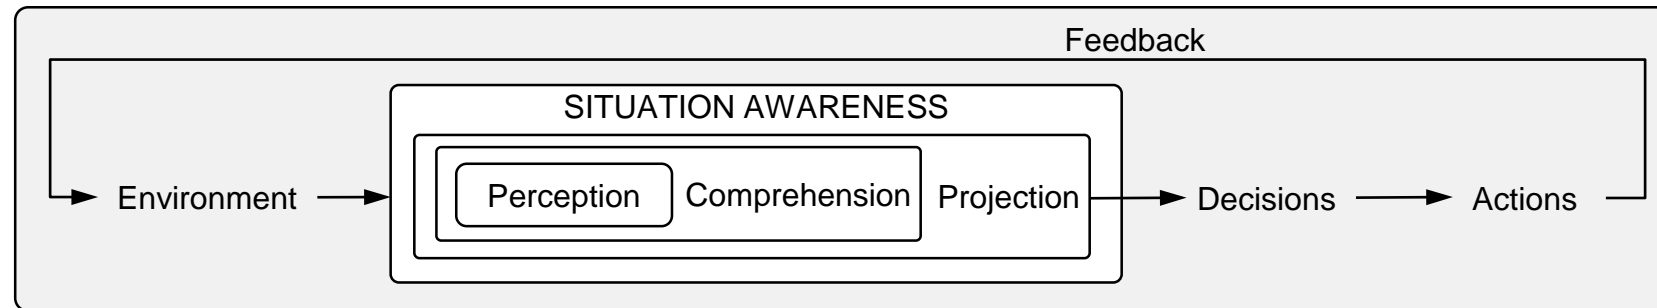 Feedback
SITUATION AWARENESS
Environment
Perception
Comprehension
Projection
Decisions
Actions